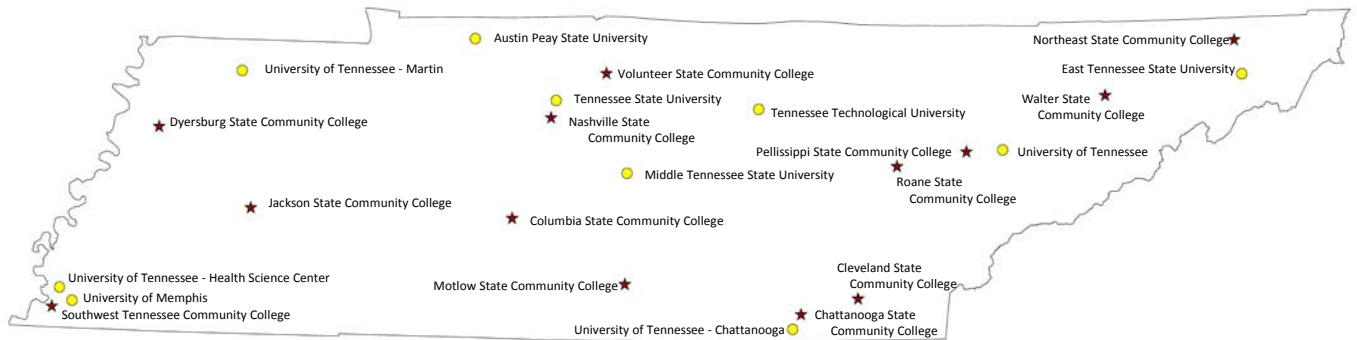 Austin Peay State University
Northeast State Community College
University of Tennessee - Martin
Volunteer State Community College
East Tennessee State University
Tennessee State University
Walter State
Community College
Tennessee Technological University
Dyersburg State Community College
Nashville State
Community College
Pellissippi State Community College
University of Tennessee
Middle Tennessee State University
Roane State
Community College
Jackson State Community College
Columbia State Community College
University of Tennessee - Health Science Center
Cleveland State
Community College
Motlow State Community College
University of Memphis
Southwest Tennessee Community College
Chattanooga State
Community College
University of Tennessee - Chattanooga